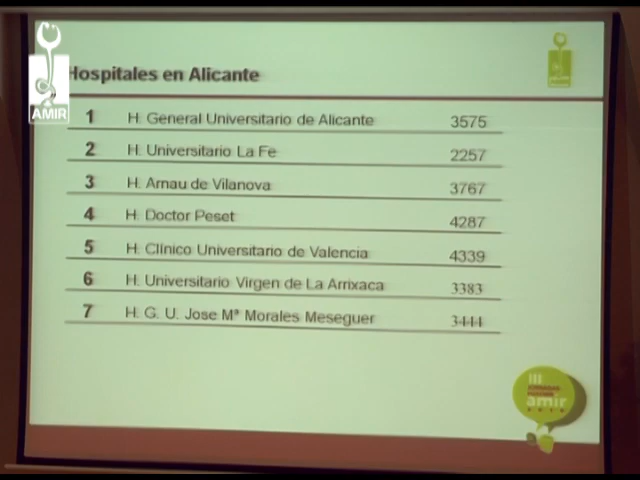 AMIR
Hospitales en Alicante
1 H. General Universitario de Alicante 3575
2 H. Universitario La Fe 2257
3 H. Arnau de Vilanova 3767
4 H. Doctor Peset 4287
5 H. Clínico Universitario de Valencia 4339
6 H. Universitario Virgen de La Arrixaca 3383
7 H. G. U. Jose Mª Morales Meseguer 3444
III
amir